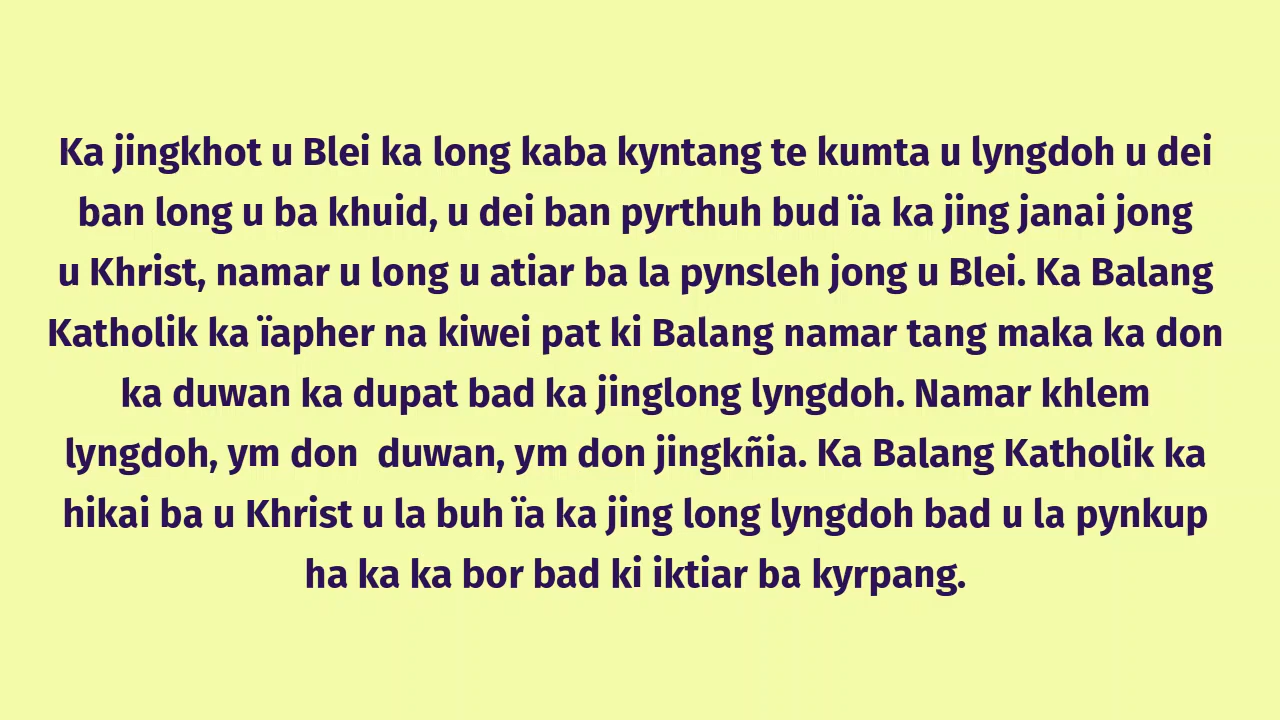 Ka jingkhot u Blei ka long kaba kyntang te kumta u lyngdoh u dei
ban long u ba khuid, u dei ban pyrthuh bud ïa ka jing janai jong
u Khrist, namar u long u atiar ba la pynsleh jong u Blei. Ka Balang
Katholik ka ïapher na kiwei pat ki Balang namar tang maka ka don
ka duwan ka dupat bad ka jinglong lyngdoh. Namar khlem
lyngdoh, ym don  duwan, ym don jingkñia. Ka Balang Katholik ka
hikai ba u Khrist u la buh ïa ka jing long lyngdoh bad u la pynkup
ha ka ka bor bad ki iktiar ba kyrpang.